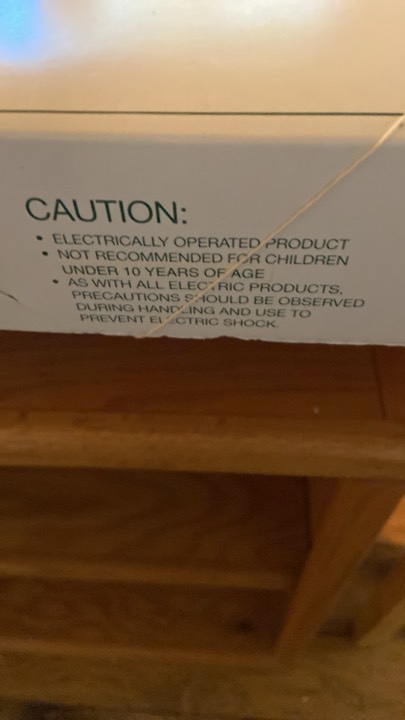 CAUTION:
• ELECTRICALLY OPERATED PRODUCT
• NOT RECOMMENDED FOR CHILDREN
UNDER 10 YEARS OF AGE
• AS WITH ALL ELECTRIC PRODUCTS,
PRECAUTIONS SHOULD BE OBSERVED
DURING HANDLING AND USE TO
PREVENT ELECTRIC SHOCK.